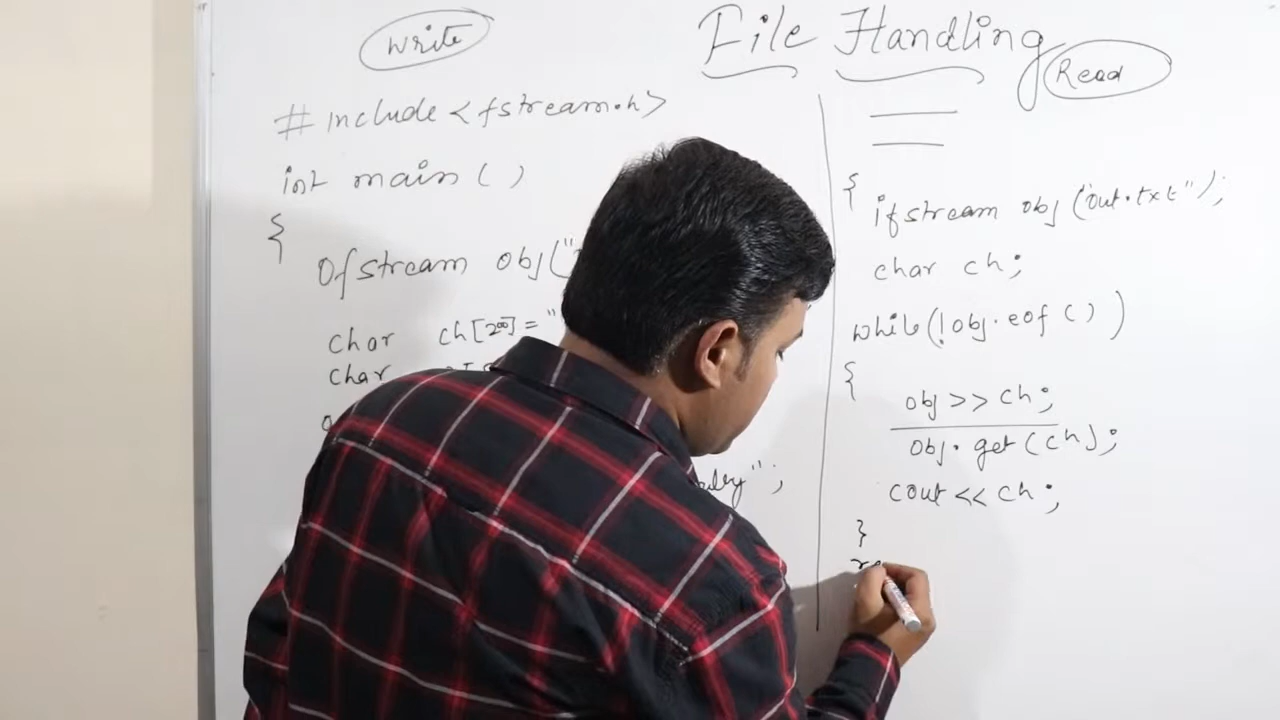 File Handling
Write
#include <fstream.h>
int main ()
{
Ofstream obj("
char ch[200]="
char
";
Read
{
ifstream obj ("out.txt");
char ch;
while(!obj.eof ( ) )
{
obj >> ch;
obj.get (ch);
cout << ch;
}
re